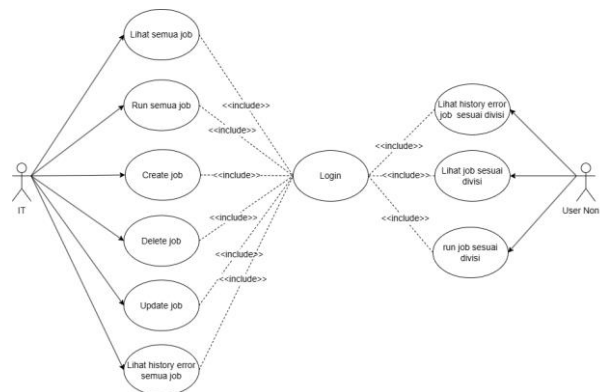 Lihat semua job
<<include>>
Run semua job
<<include>>
Create job
<<include>>
IT
Delete job
<<include>>
Update job
<<include>>
Lihat history error
semua job
<<include>>
Login
Lihat history error
job sesuai divisi
<<include>>
Lihat job sesuai
divisi
<<include>>
run job sesuai
divisi
<<include>>
User Non